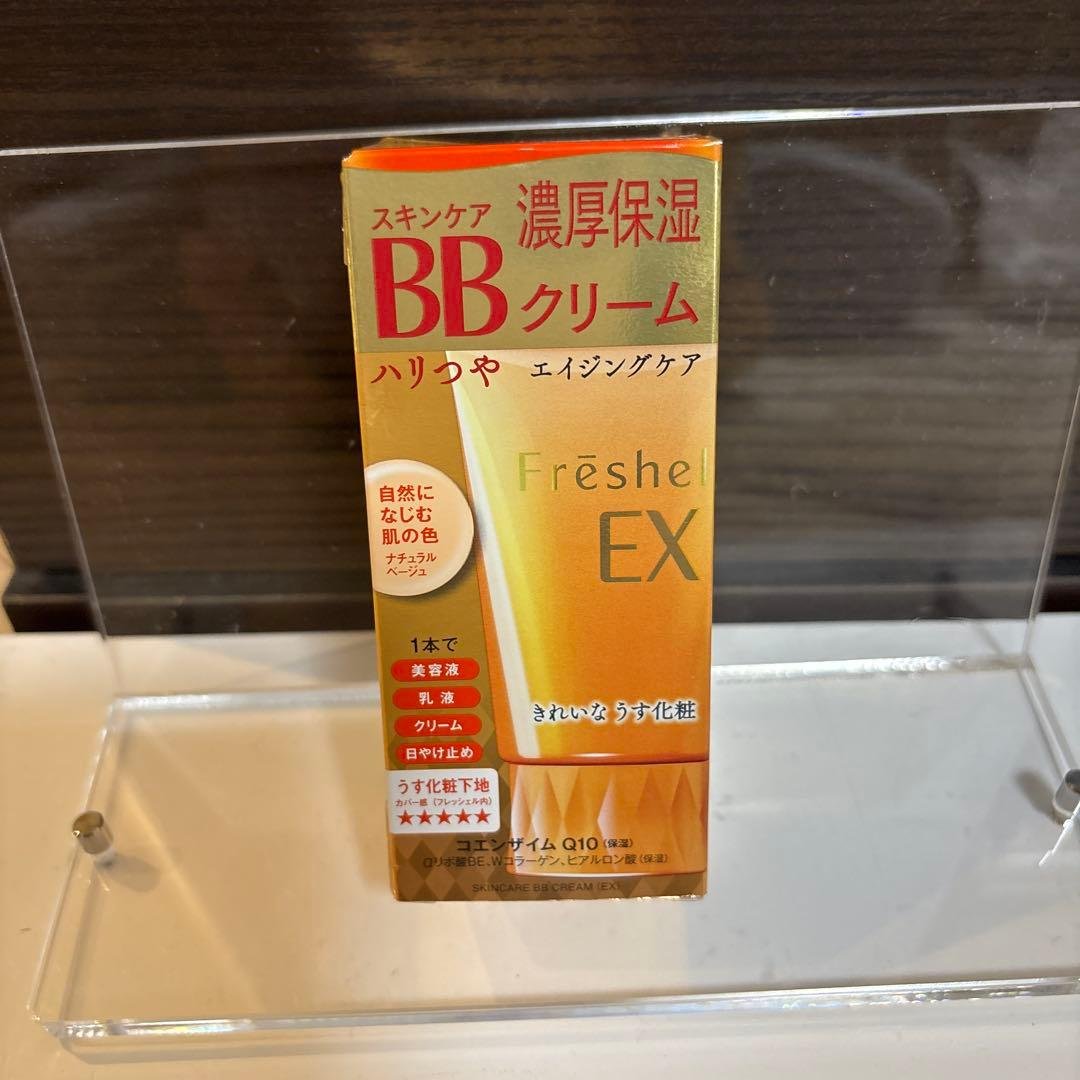 スキンケア
濃厚保湿
BB
クリーム
ハリつや
エイジングケア
Frēshel
EX
自然に
なじむ
肌の色
ナチュラル
ベージュ
1本で
美容液
乳液
クリーム
日やけ止め
きれいな うす化粧
うす化粧下地
カバー感 (フレッシェル内)
★★★★★
コエンザイム Q10 (保湿)
αリポ酸BE、Wコラーゲン、ヒアルロン酸 (保湿)
SKINCARE BB CREAM (EX)